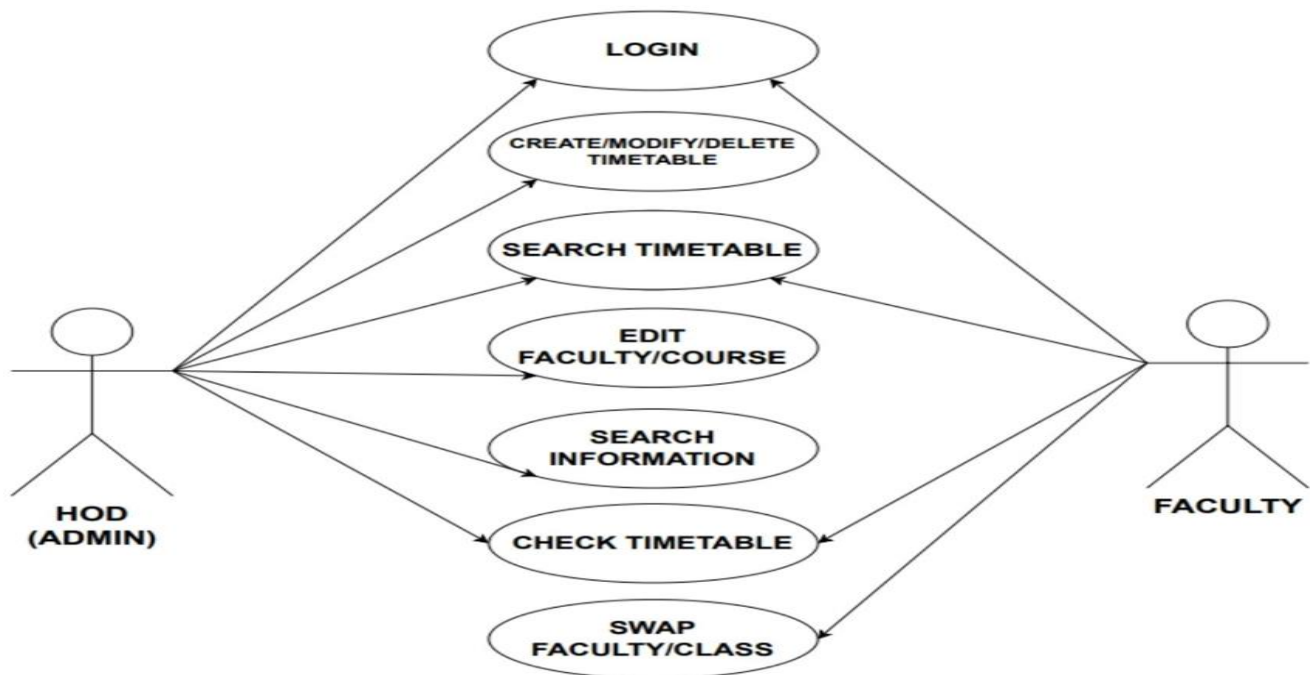 LOGIN
CREATE/MODIFY/DELETE
TIMETABLE
SEARCH TIMETABLE
EDIT
FACULTY/COURSE
SEARCH
INFORMATION
HOD
(ADMIN)
FACULTY
CHECK TIMETABLE
SWAP
FACULTY/CLASS